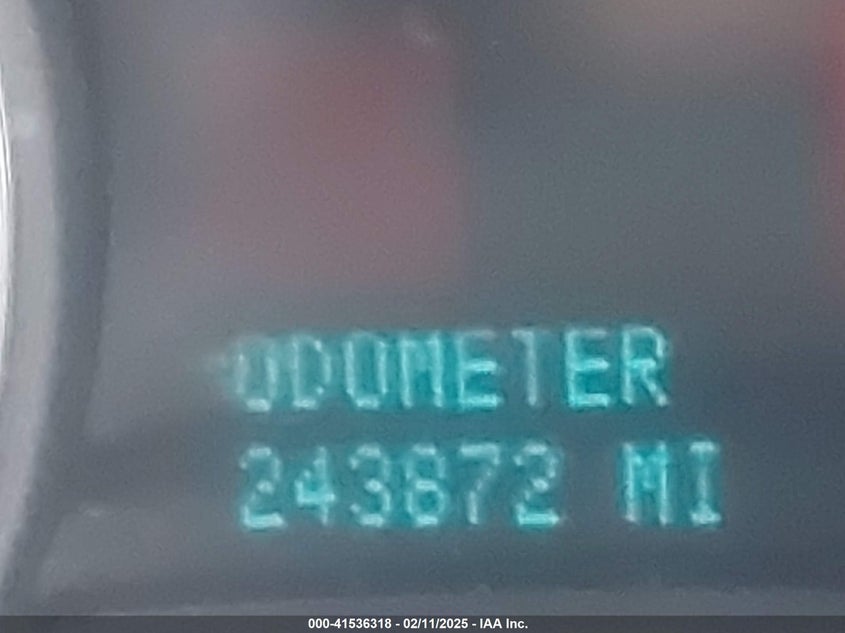 ODOMETER
243872 MI
000-41536318 - 02/11/2025 - IAA Inc.